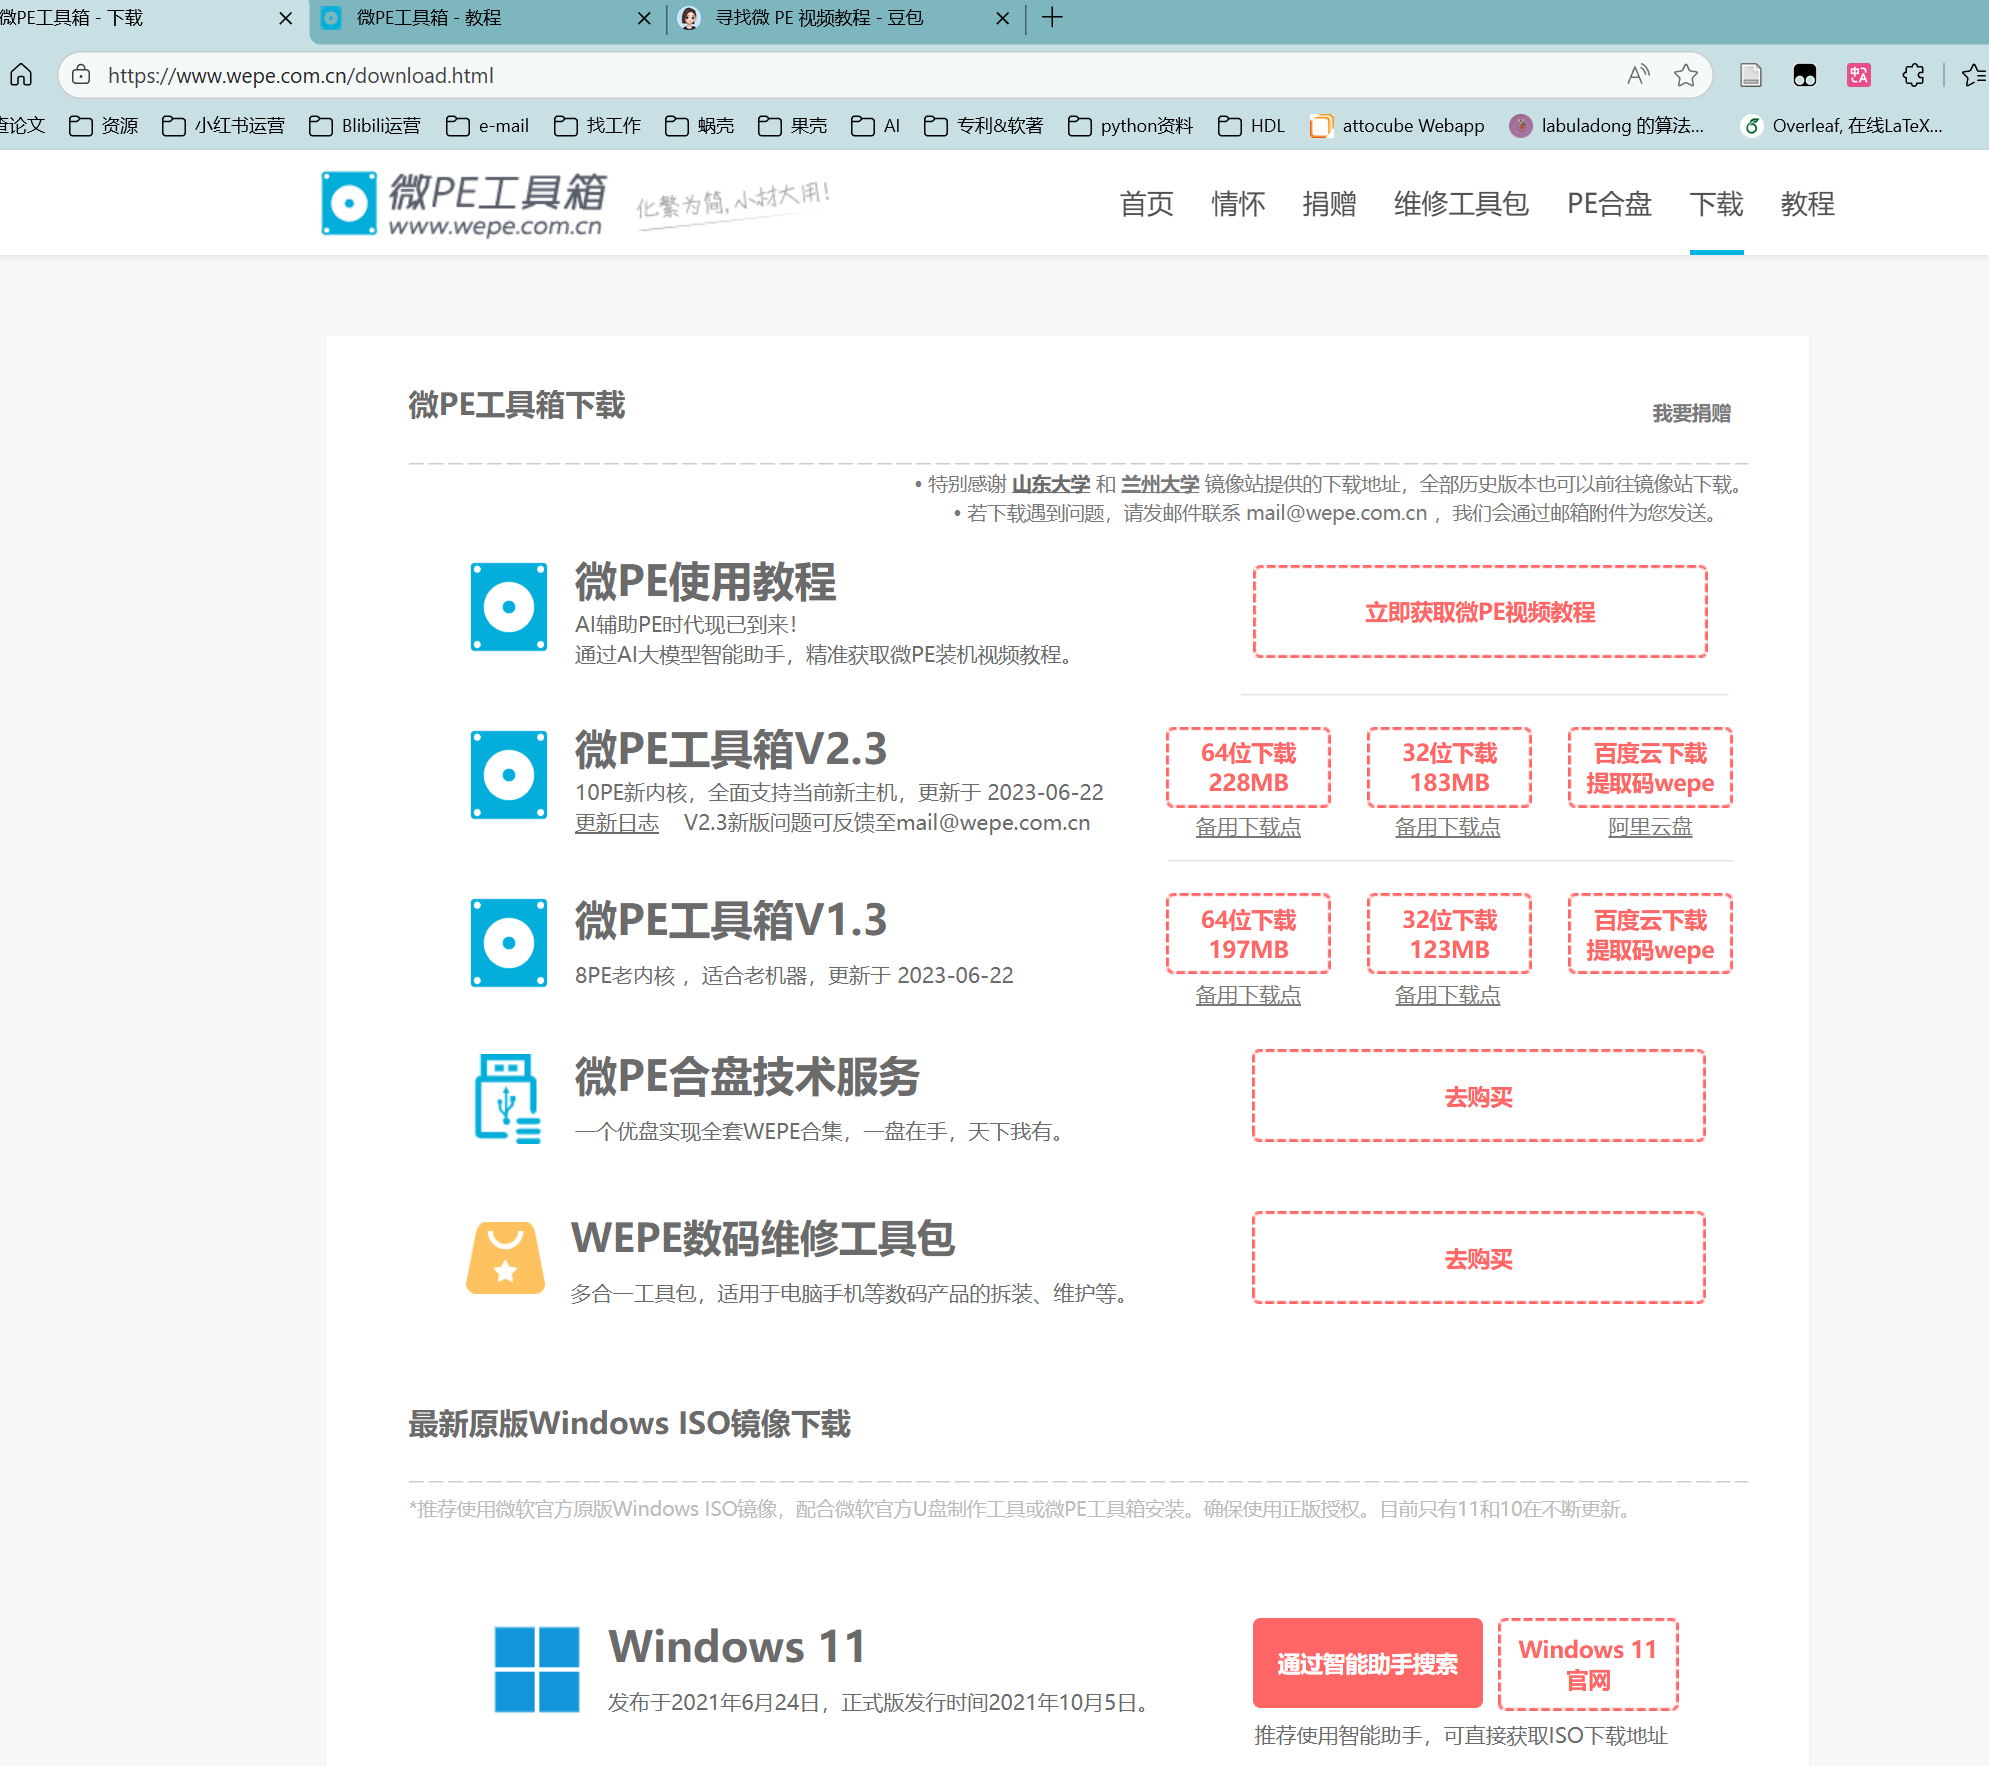 微PE工具箱 - 下载
微PE工具箱 - 教程
寻找微 PE 视频教程 - 豆包
https://www.wepe.com.cn/download.html
查论文
资源
小红书运营
Blibili运营
e-mail
找工作
蜗壳
果壳
AI
专利&软著
python资料
HDL
attocube Webapp
labuladong 的算法...
Overleaf, 在线LaTeX...
微PE工具箱
www.wepe.com.cn
化繁为简,小材大用!
首页
情怀
捐赠
维修工具包
PE合盘
下载
教程
微PE工具箱下载
我要捐赠
• 特别感谢 山东大学 和 兰州大学 镜像站提供的下载地址，全部历史版本也可以前往镜像站下载。
• 若下载遇到问题，请发邮件联系 mail@wepe.com.cn ，我们会通过邮箱附件为您发送。
微PE使用教程
AI辅助PE时代现已到来！
通过AI大模型智能助手，精准获取微PE装机视频教程。
立即获取微PE视频教程
微PE工具箱V2.3
10PE新内核，全面支持当前新主机，更新于 2023-06-22
更新日志 V2.3新版问题可反馈至mail@wepe.com.cn
64位下载
228MB
备用下载点
32位下载
183MB
备用下载点
百度云下载
提取码wepe
阿里云盘
微PE工具箱V1.3
8PE老内核 ，适合老机器，更新于 2023-06-22
64位下载
197MB
备用下载点
32位下载
123MB
备用下载点
百度云下载
提取码wepe
微PE合盘技术服务
一个优盘实现全套WEPE合集，一盘在手，天下我有。
去购买
WEPE数码维修工具包
多合一工具包，适用于电脑手机等数码产品的拆装、维护等。
去购买
最新原版Windows ISO镜像下载
*推荐使用微软官方原版Windows ISO镜像，配合微软官方U盘制作工具或微PE工具箱安装。确保使用正版授权。目前只有11和10在不断更新。
Windows 11
发布于2021年6月24日，正式版发行时间2021年10月5日。
通过智能助手搜索
Windows 11
官网
推荐使用智能助手，可直接获取ISO下载地址